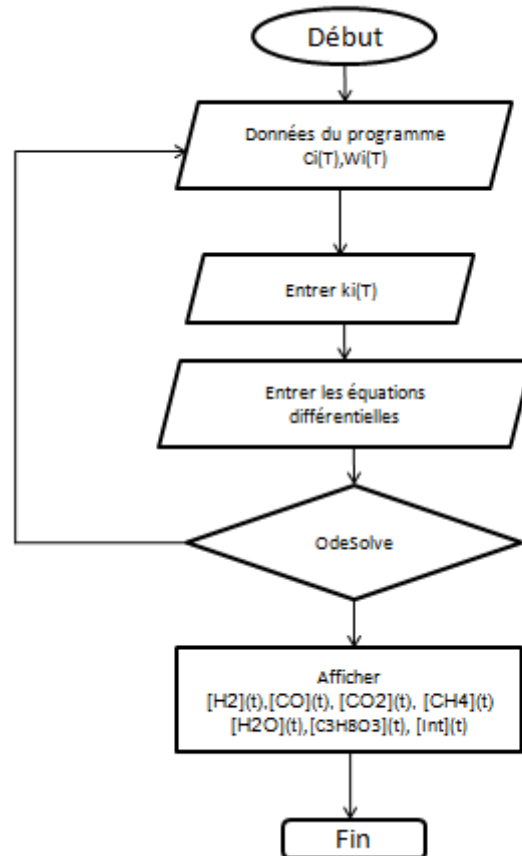 Début
Données du programme
Ci(T),Wi(T)
Entrer ki(T)
Entrer les équations
différentielles
OdeSolve
Afficher
[H2](t),[CO](t), [CO2](t), [CH4](t)
[H2O](t),[C3H8O3](t), [Int](t)
Fin